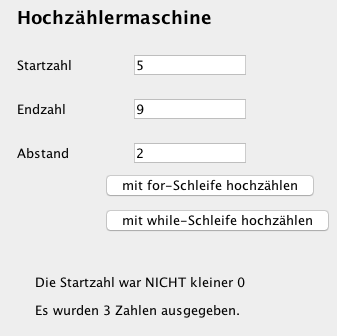 Hochzählermaschine
Startzahl 5
Endzahl 9
Abstand 2
mit for-Schleife hochzählen
mit while-Schleife hochzählen
Die Startzahl war NICHT kleiner 0
Es wurden 3 Zahlen ausgegeben.